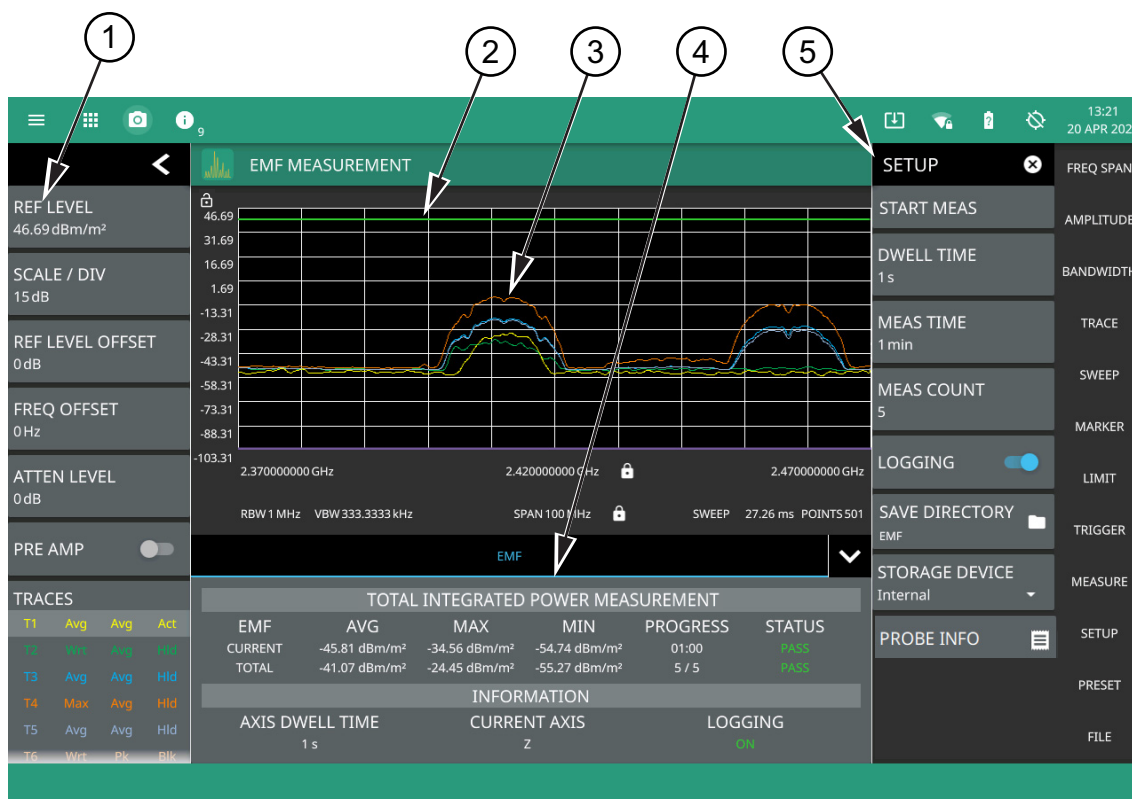 1
2
3
4
5
9
13:21
20 APR 202
EMF MEASUREMENT
SETUP
FREQ SPAN
REF LEVEL
46.69 dBm/m²
SCALE / DIV
15 dB
REF LEVEL OFFSET
0 dB
FREQ OFFSET
0 Hz
ATTEN LEVEL
0 dB
PRE AMP
TRACES
T1 Avg Avg Act
T2 Wrt Avg Hld
T3 Avg Avg Hld
T4 Max Avg Hld
T5 Avg Avg Hld
T6 Wrt Pk Blk
46.69
31.69
16.69
1.69
-13.31
-28.31
-43.31
-58.31
-73.31
-88.31
-103.31
2.370000000 GHz 2.420000000 GHz 2.470000000 GHz
RBW 1 MHz VBW 333.3333 kHz SPAN 100 MHz SWEEP 27.26 ms POINTS 501
EMF
TOTAL INTEGRATED POWER MEASUREMENT
EMF AVG MAX MIN PROGRESS STATUS
CURRENT -45.81 dBm/m² -34.56 dBm/m² -54.74 dBm/m² 01:00 PASS
TOTAL -41.07 dBm/m² -24.45 dBm/m² -55.27 dBm/m² 5 / 5 PASS
INFORMATION
AXIS DWELL TIME CURRENT AXIS LOGGING
1 s Z ON
START MEAS
DWELL TIME
1 s
MEAS TIME
1 min
MEAS COUNT
5
LOGGING
SAVE DIRECTORY
EMF
STORAGE DEVICE
Internal
PROBE INFO
AMPLITUDE
BANDWIDTH
TRACE
SWEEP
MARKER
LIMIT
TRIGGER
MEASURE
SETUP
PRESET
FILE